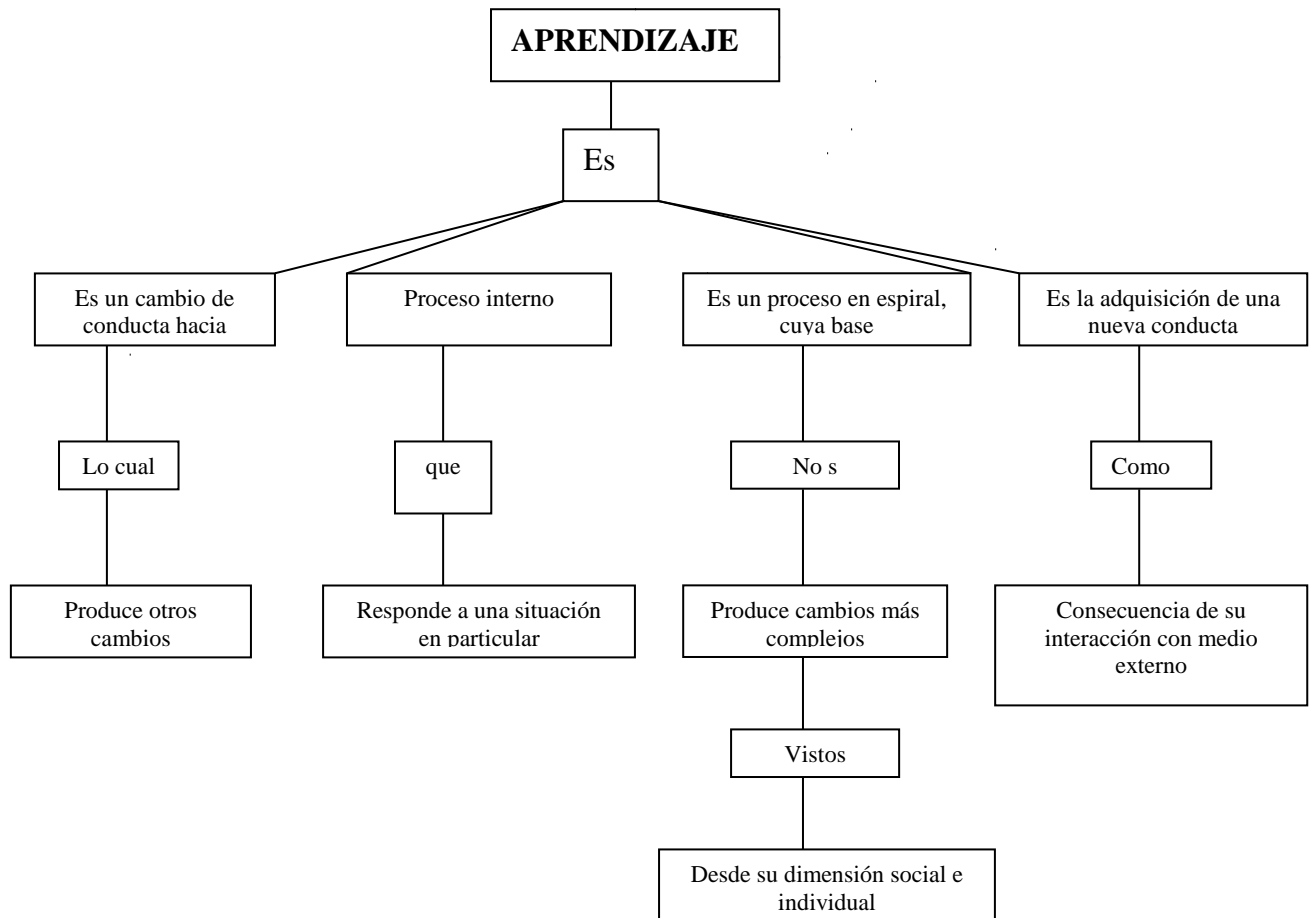 APRENDIZAJE
Es
Es un cambio de
conducta hacia
Proceso interno
Es un proceso en espiral,
cuya base
Es la adquisición de una
nueva conducta
Lo cual
que
No s
Como
Produce otros
cambios
Responde a una situación
en particular
Produce cambios más
complejos
Consecuencia de su
interacción con medio
externo
Vistos
Desde su dimensión social e
individual